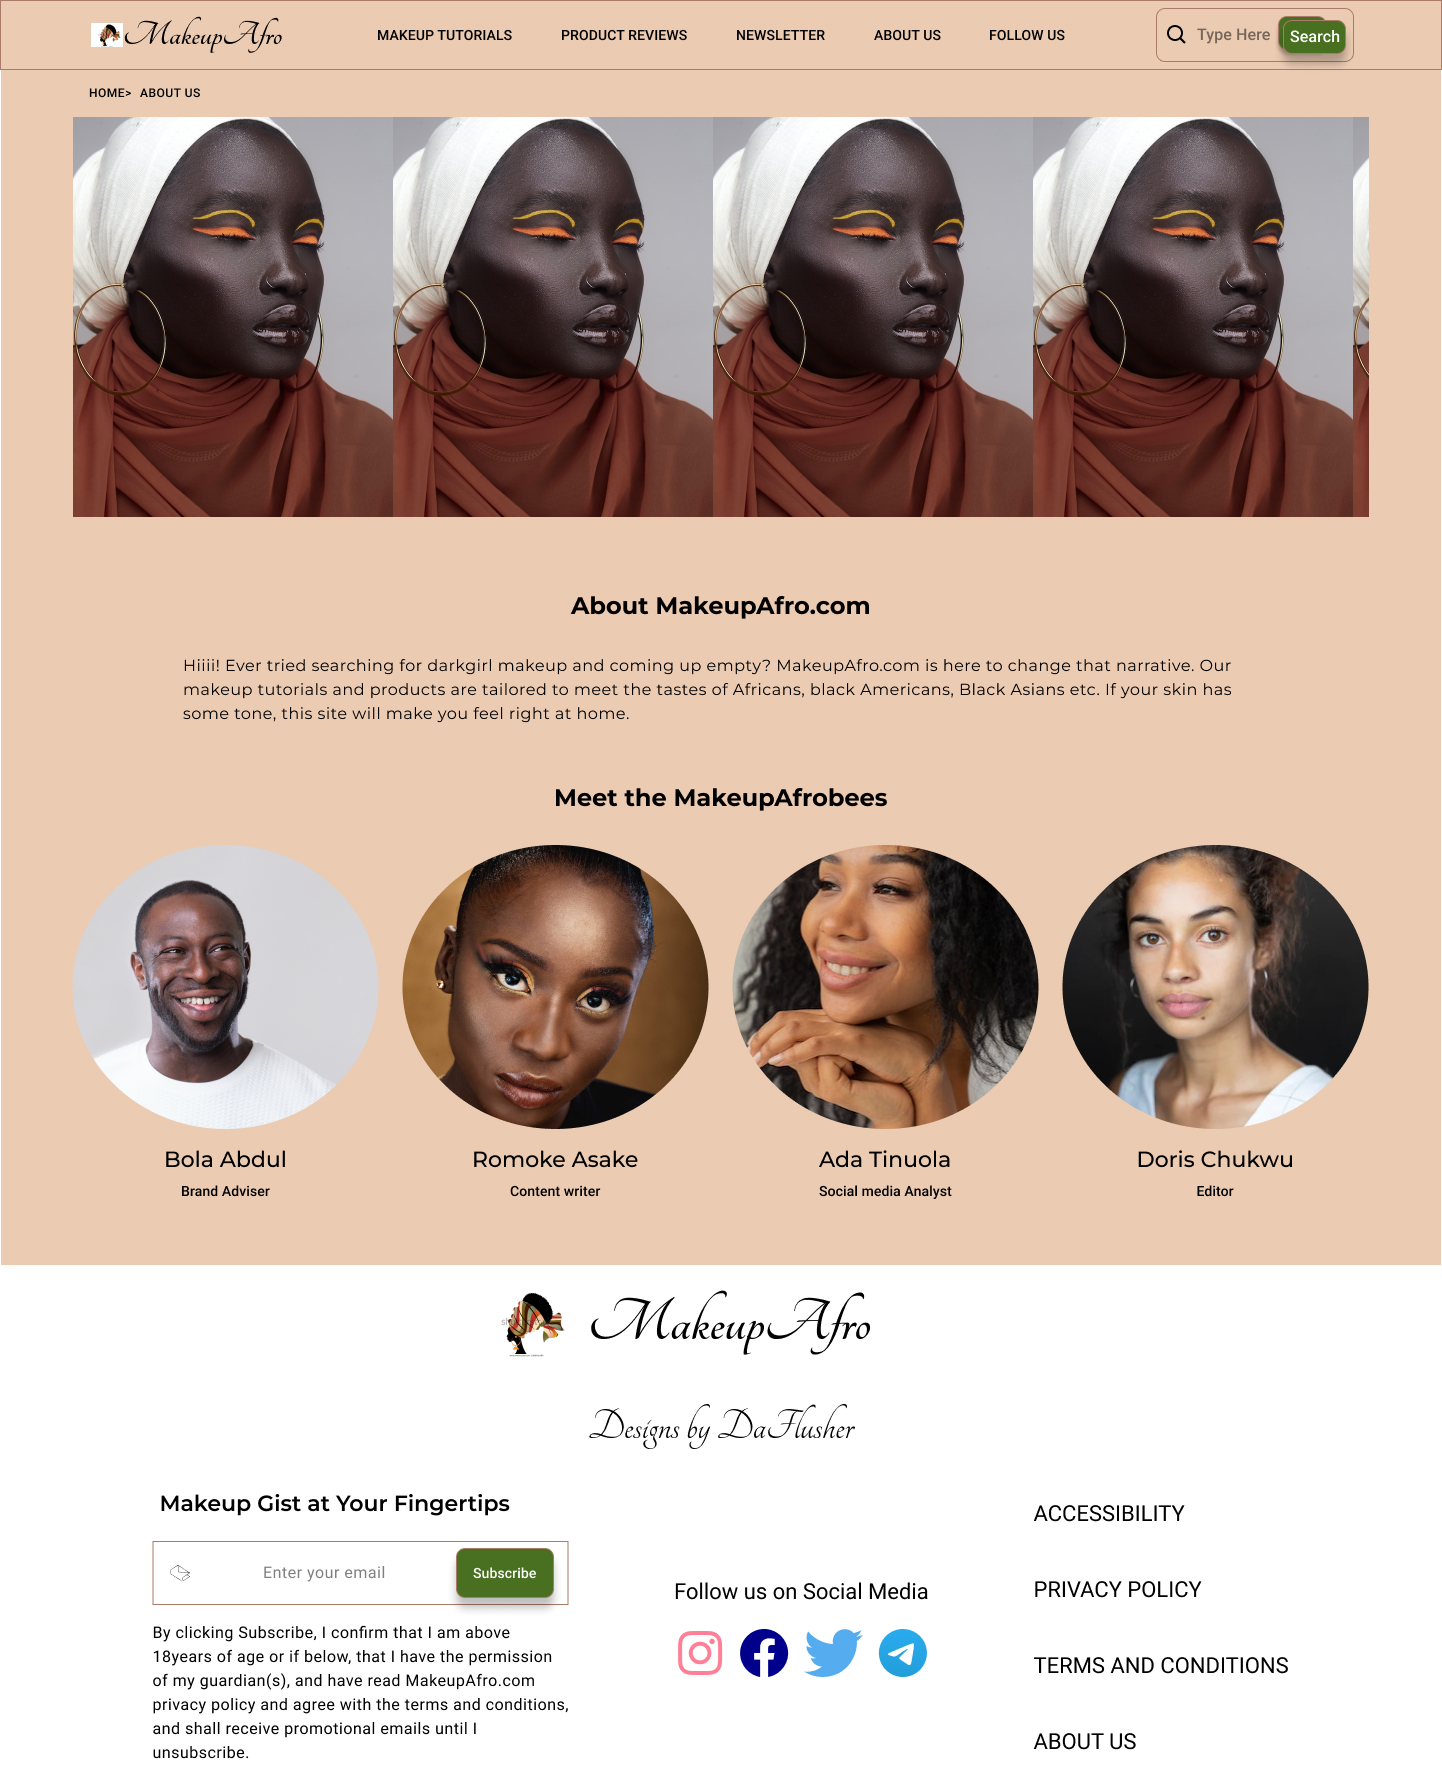 MakeupAfro
MAKEUP TUTORIALS
PRODUCT REVIEWS
NEWSLETTER
ABOUT US
FOLLOW US
Type Here
Search
HOME> ABOUT US
About MakeupAfro.com
Hiiii! Ever tried searching for darkgirl makeup and coming up empty? MakeupAfro.com is here to change that narrative. Our
makeup tutorials and products are tailored to meet the tastes of Africans, black Americans, Black Asians etc. If your skin has
some tone, this site will make you feel right at home.
Meet the MakeupAfrobees
Bola Abdul
Brand Adviser
Romoke Asake
Content writer
Ada Tinuola
Social media Analyst
Doris Chukwu
Editor
MakeupAfro
Designs by DaFlusher
Makeup Gist at Your Fingertips
Enter your email
Subscribe
By clicking Subscribe, I confirm that I am above
18years of age or if below, that I have the permission
of my guardian(s), and have read MakeupAfro.com
privacy policy and agree with the terms and conditions,
and shall receive promotional emails until I
unsubscribe.
Follow us on Social Media
ACCESSIBILITY
PRIVACY POLICY
TERMS AND CONDITIONS
ABOUT US